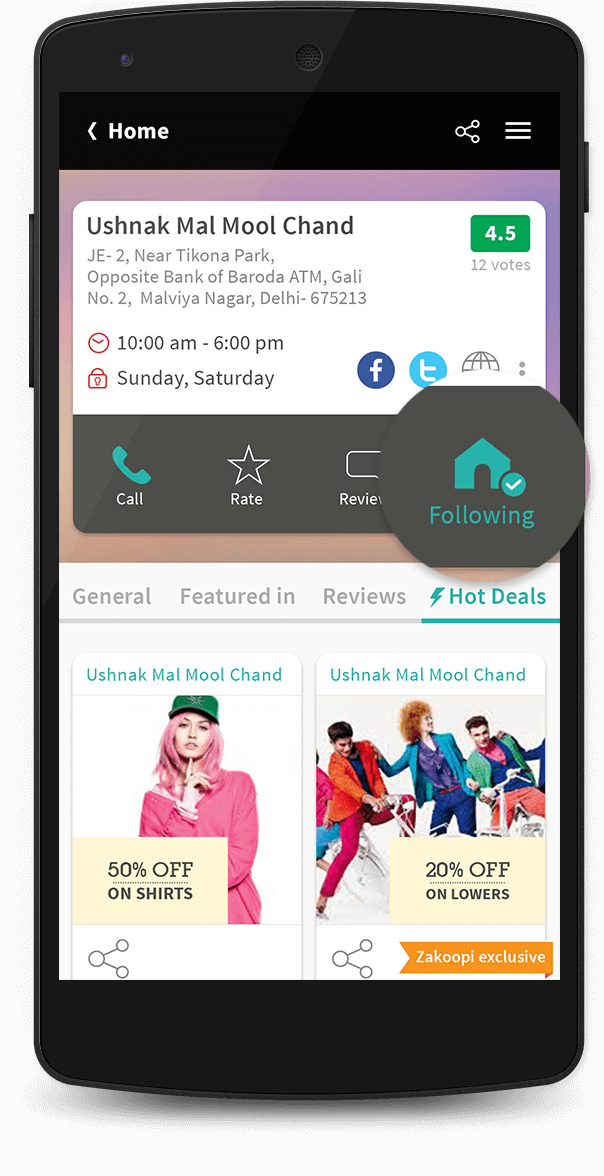 Home
Ushnak Mal Mool Chand
4.5
12 votes
JE- 2, Near Tikona Park,
Opposite Bank of Baroda ATM, Gali
No. 2, Malviya Nagar, Delhi- 675213
10:00 am - 6:00 pm
Sunday, Saturday
Call
Rate
Review
Following
General
Featured in
Reviews
Hot Deals
Ushnak Mal Mool Chand
Ushnak Mal Mool Chand
50% OFF
ON SHIRTS
20% OFF
ON LOWERS
Zakoopi exclusive